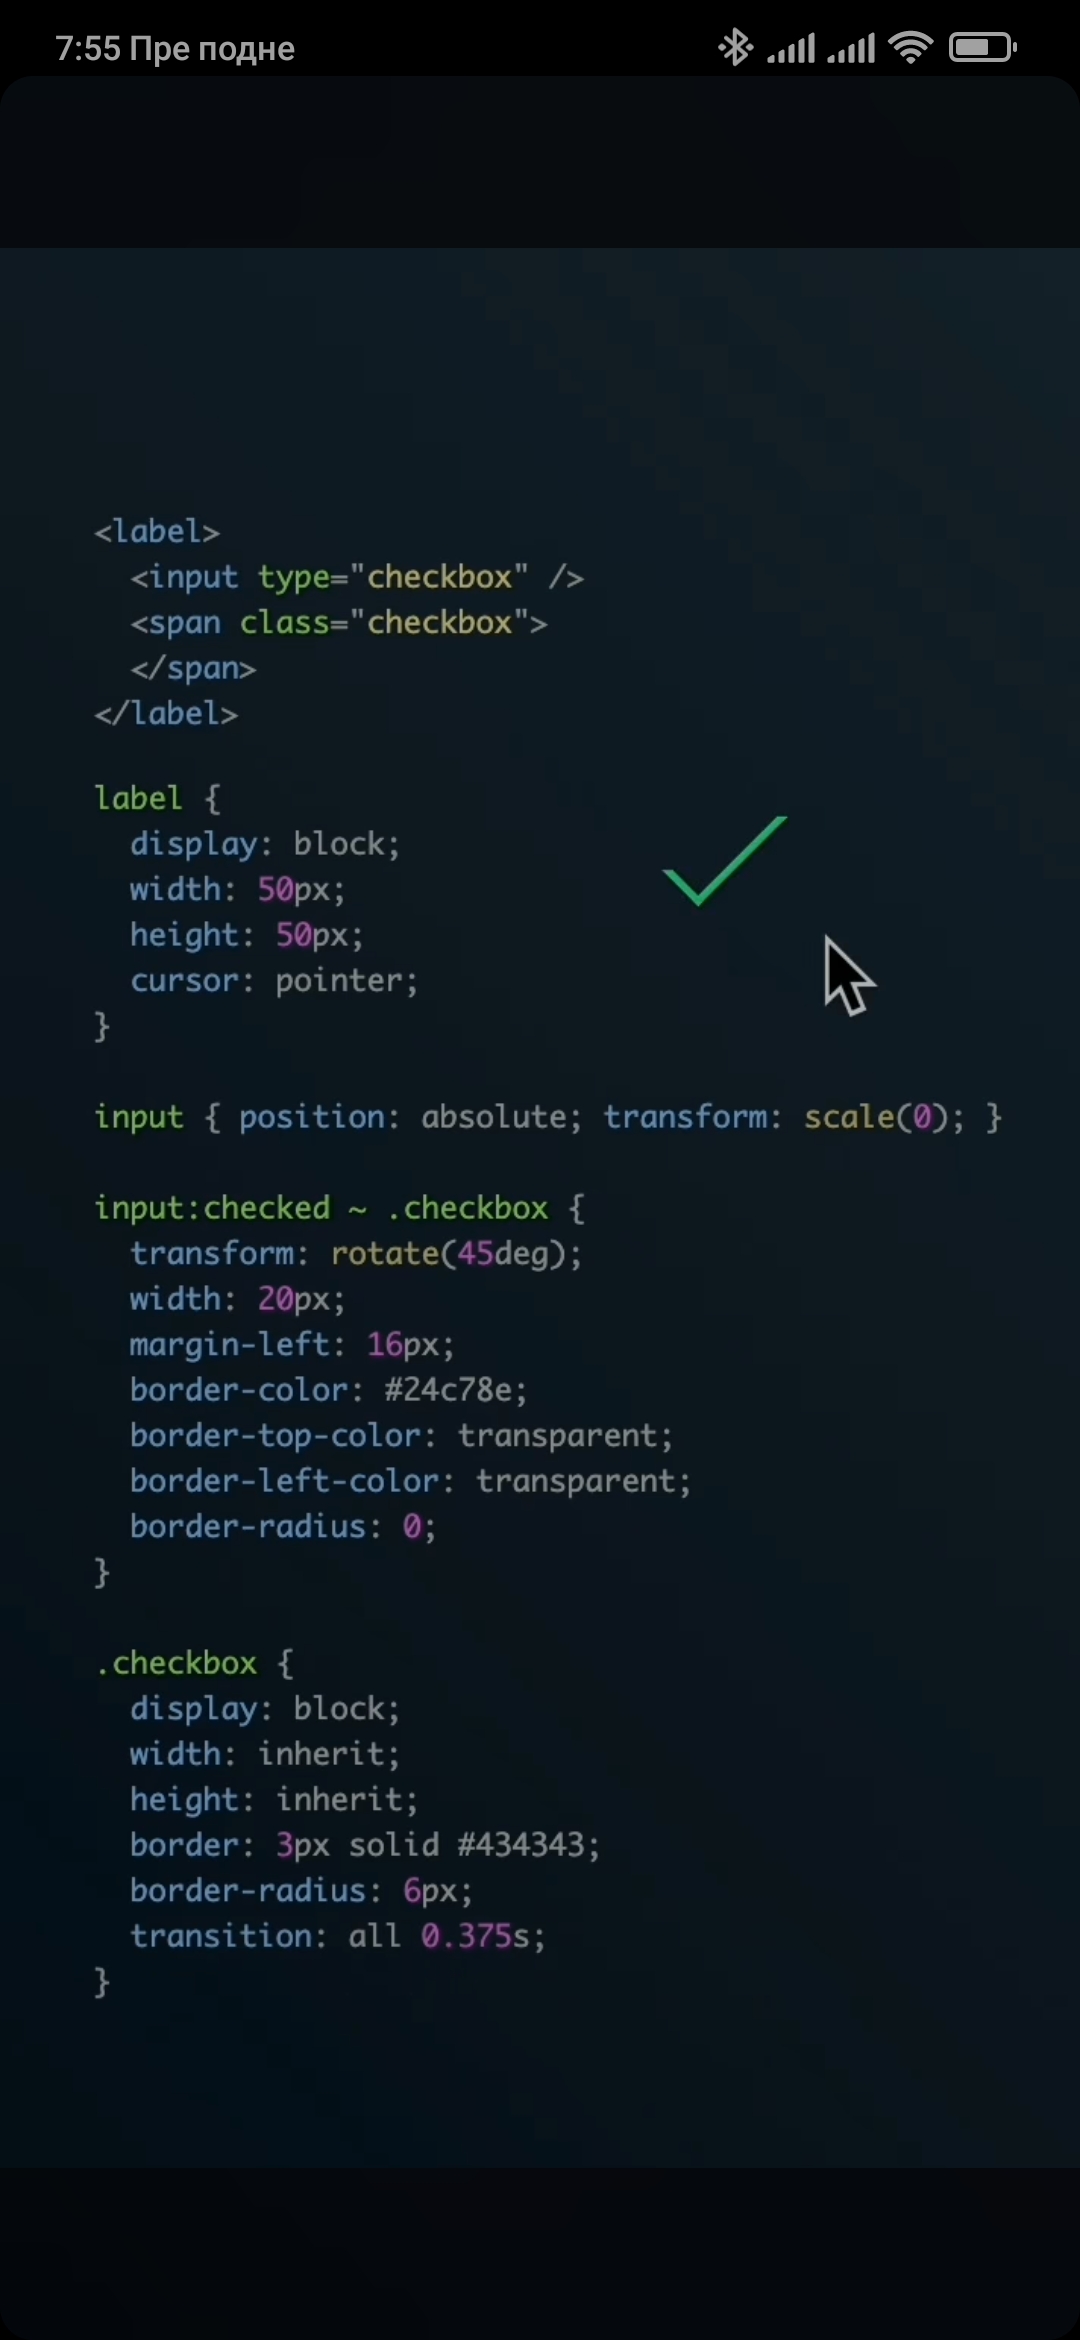 7:55 Пре подне
<label>
<input type="checkbox" />
<span class="checkbox">
</span>
</label>
label {
display: block;
width: 50px;
height: 50px;
cursor: pointer;
}
input { position: absolute; transform: scale(0); }
input:checked ~ .checkbox {
transform: rotate(45deg);
width: 20px;
margin-left: 16px;
border-color: #24c78e;
border-top-color: transparent;
border-left-color: transparent;
border-radius: 0;
}
.checkbox {
display: block;
width: inherit;
height: inherit;
border: 3px solid #434343;
border-radius: 6px;
transition: all 0.375s;
}